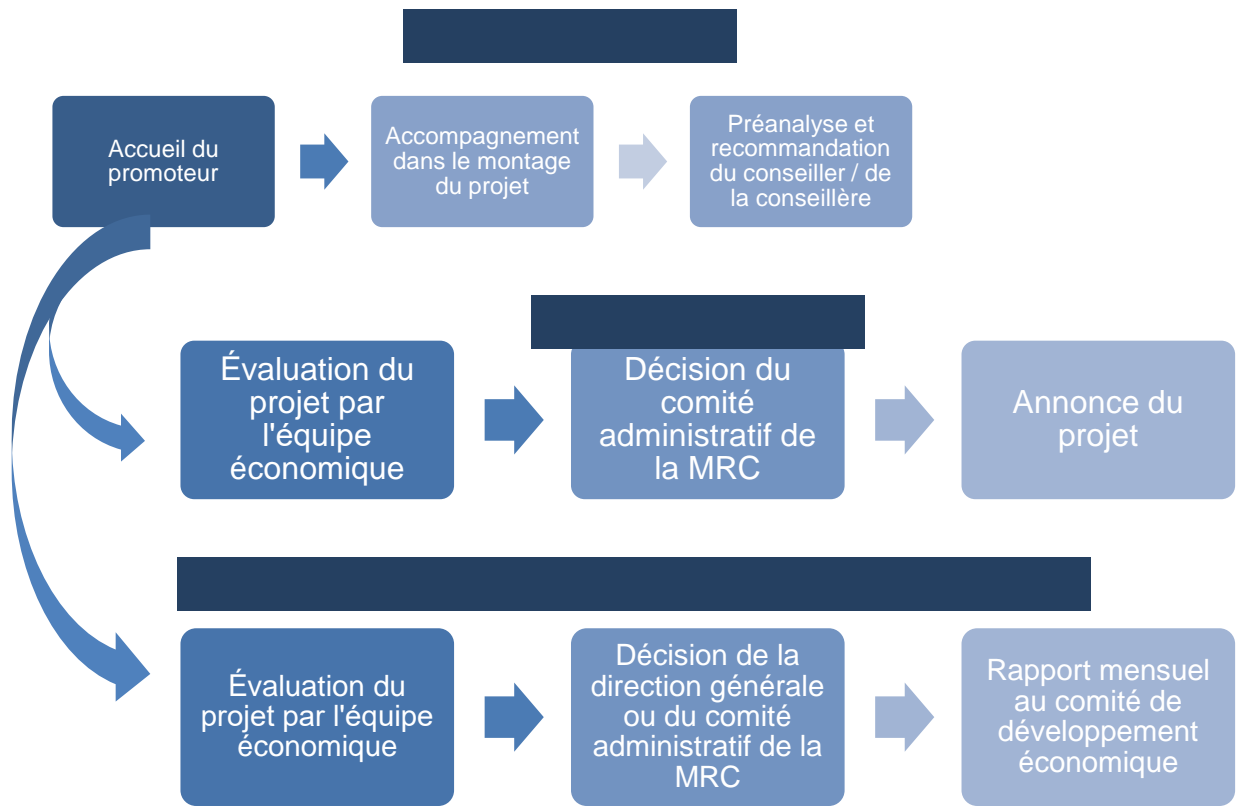 Accueil du
promoteur
Accompagnement
dans le montage
du projet
Préanalyse et
recommandation
du conseiller / de
la conseillère
Évaluation du
projet par
l'équipe
économique
Décision du
comité
administratif de
la MRC
Annonce du
projet
Évaluation du
projet par l'équipe
économique
Décision de la
direction générale
ou du comité
administratif de la
MRC
Rapport mensuel
au comité de
développement
économique